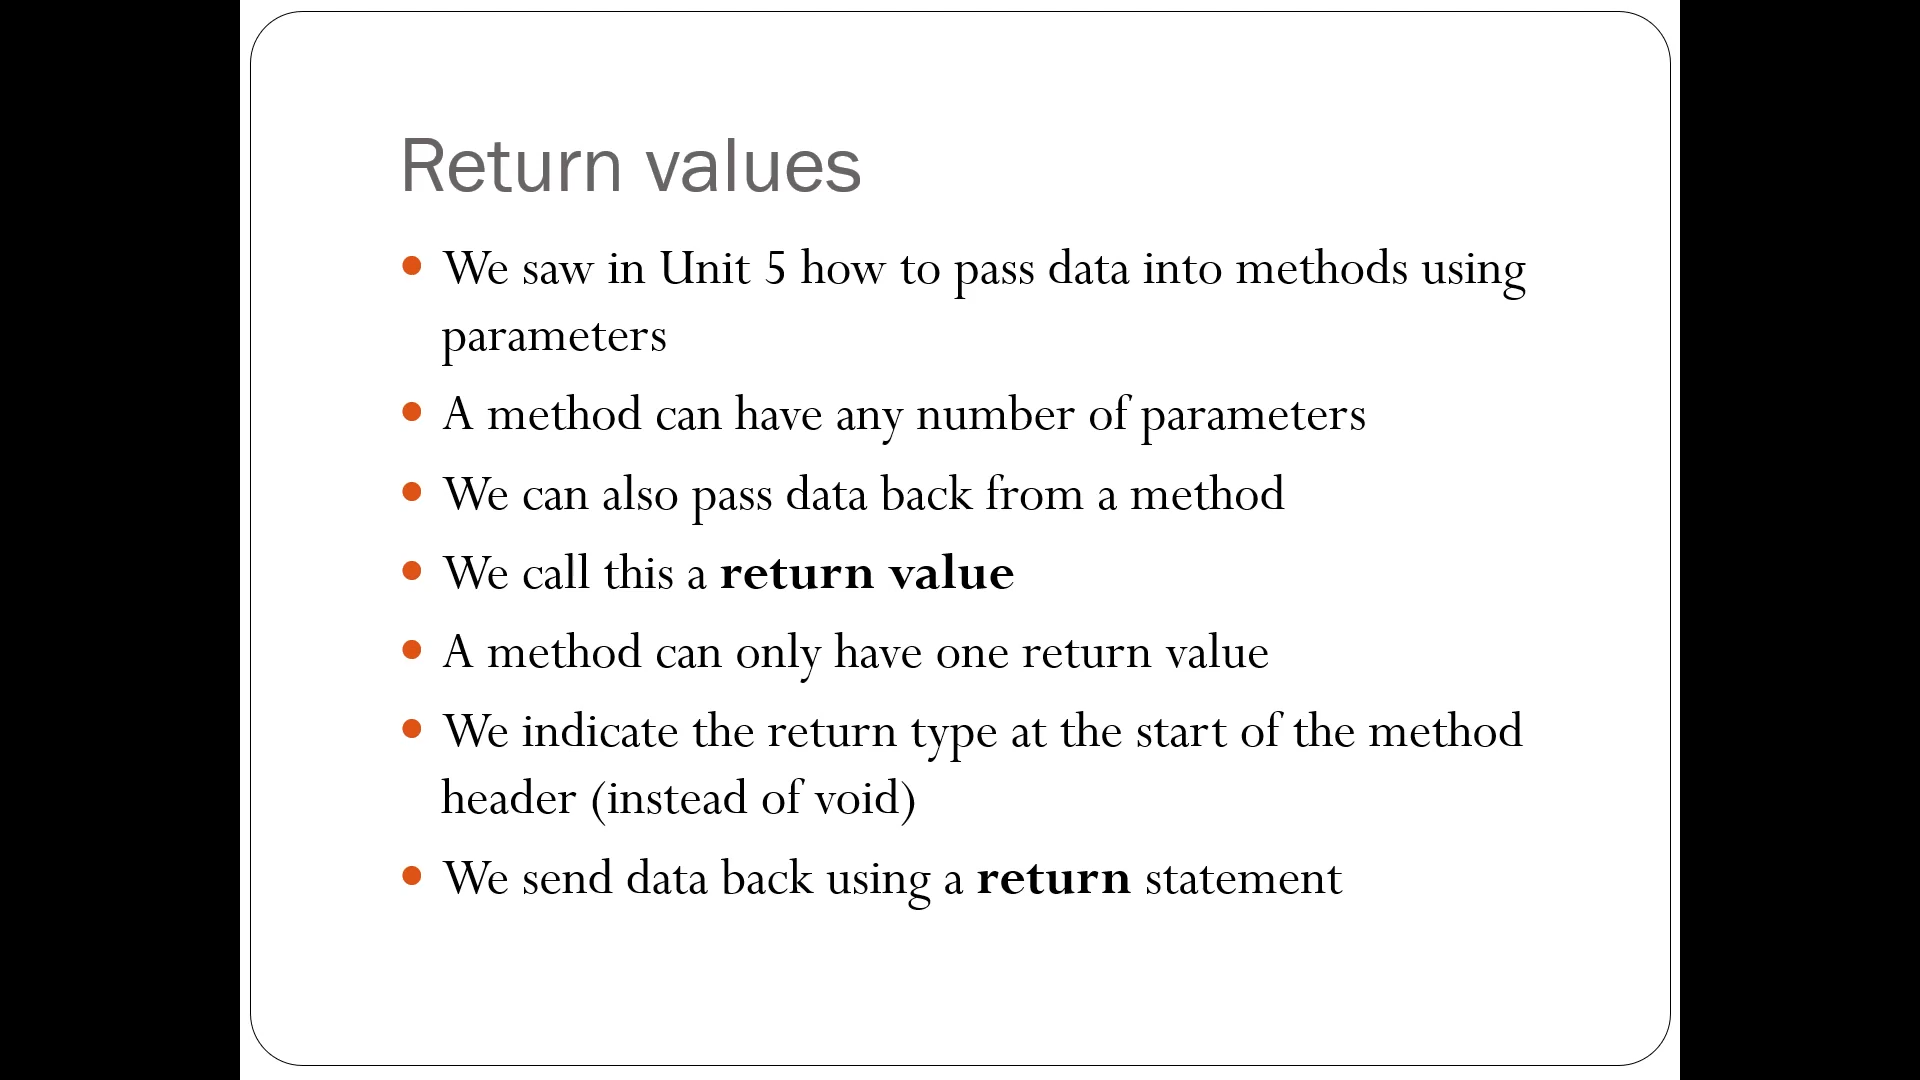 Return values
We saw in Unit 5 how to pass data into methods using
parameters
A method can have any number of parameters
We can also pass data back from a method
We call this a return value
A method can only have one return value
We indicate the return type at the start of the method
header (instead of void)
We send data back using a return statement